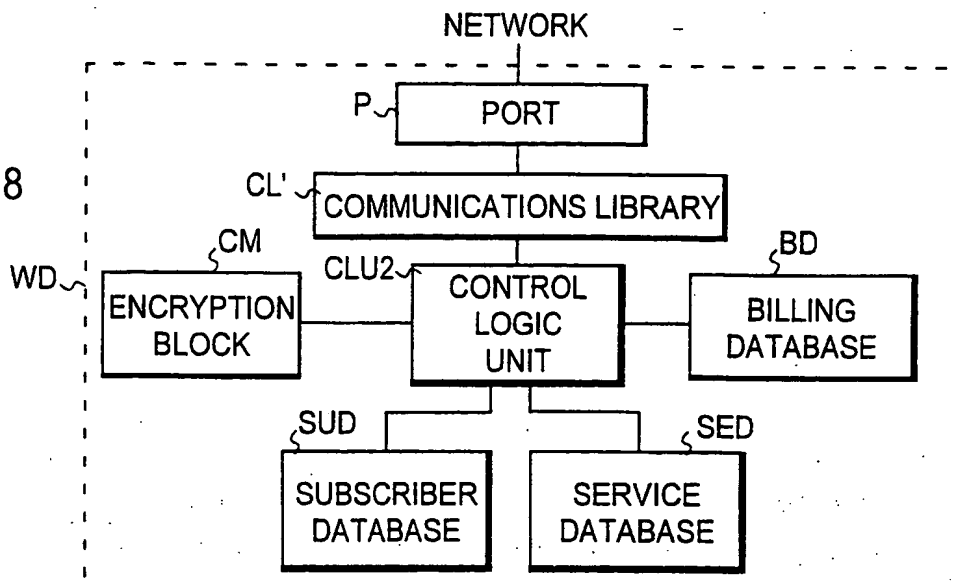 NETWORK
P
PORT
8
CL'
COMMUNICATIONS LIBRARY
CM
CLU2
BD
WD
ENCRYPTION
BLOCK
CONTROL
LOGIC
UNIT
BILLING
DATABASE
SUD
SED
SUBSCRIBER
DATABASE
SERVICE
DATABASE